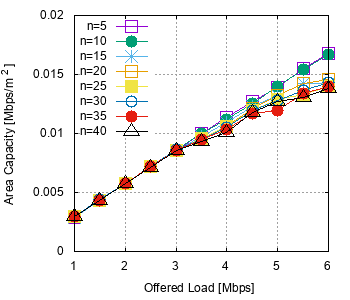 0.02
0.015
0.01
0.005
0
Area Capacity [Mbps/m²]
n=5
n=10
n=15
n=20
n=25
n=30
n=35
n=40
1 2 3 4 5 6
Offered Load [Mbps]